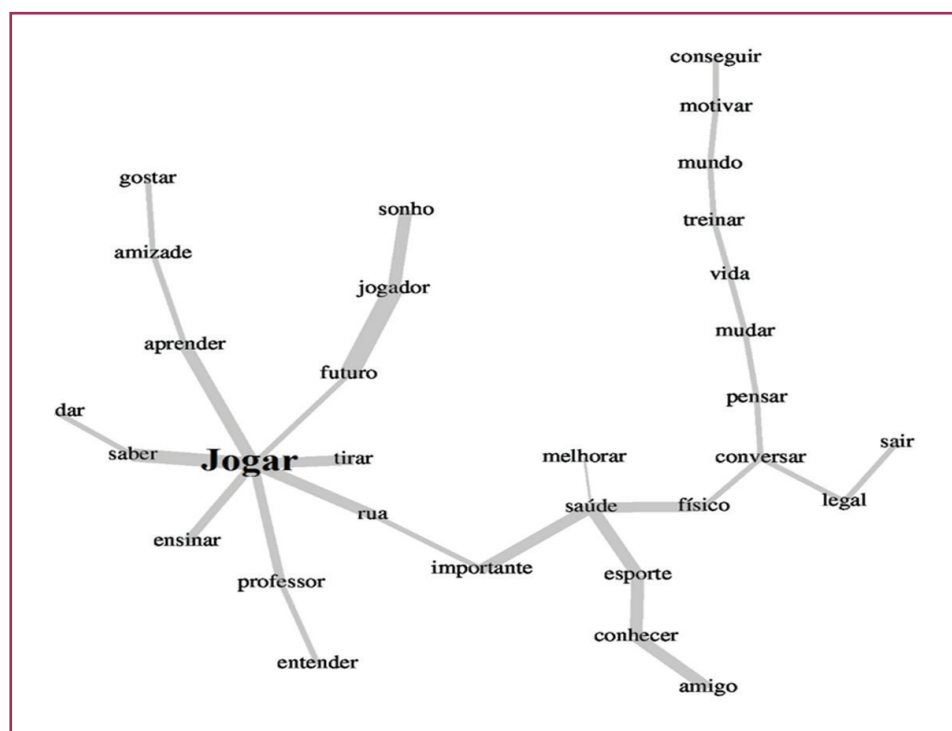 conseguir
motivar
mundo
gostar
sonho
treinar
amizade
vida
jogador
mudar
aprender
futuro
pensar
dar
sair
saber
Jogar
tirar
melhorar
conversar
legal
rua
saúde
físico
ensinar
importante
esporte
professor
conhecer
entender
amigo